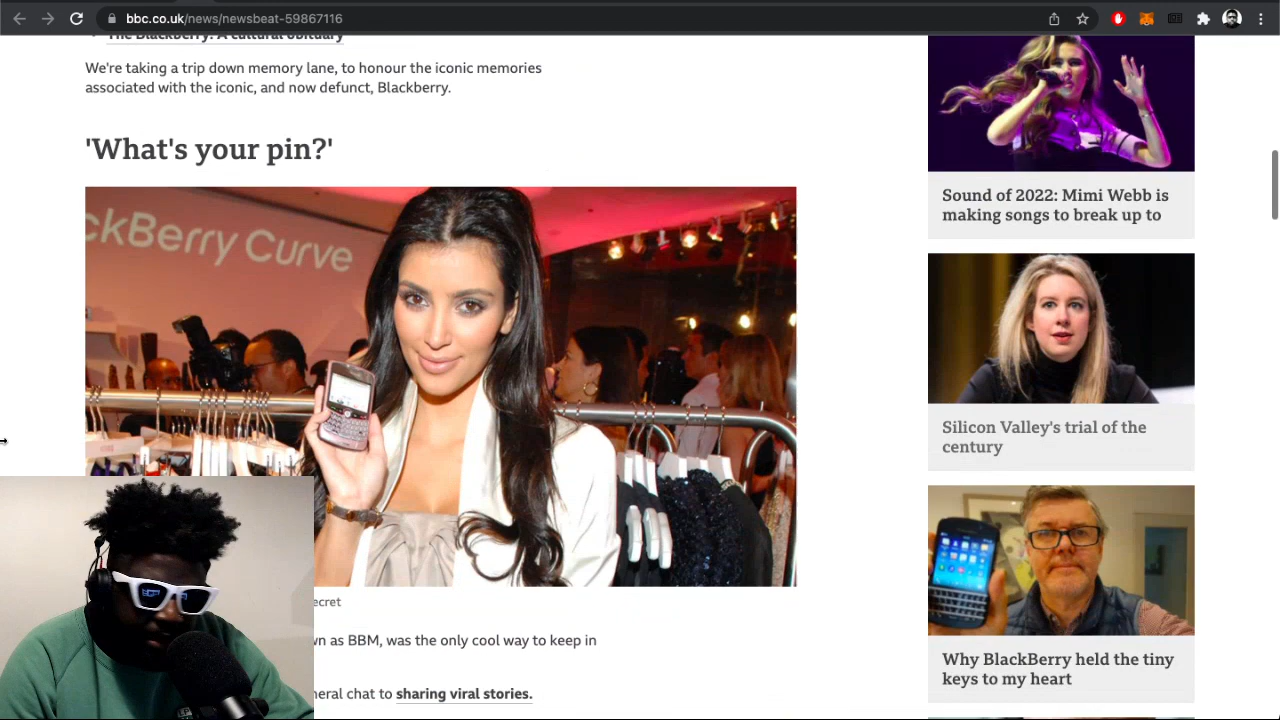 bbc.co.uk/news/newsbeat-59867116
The Blackberry: A cultural obituary
We're taking a trip down memory lane, to honour the iconic memories
associated with the iconic, and now defunct, Blackberry.
'What's your pin?'
ckBerry Curve
ecret
wn as BBM, was the only cool way to keep in
neral chat to sharing viral stories.
Sound of 2022: Mimi Webb is
making songs to break up to
Silicon Valley's trial of the
century
Why BlackBerry held the tiny
keys to my heart